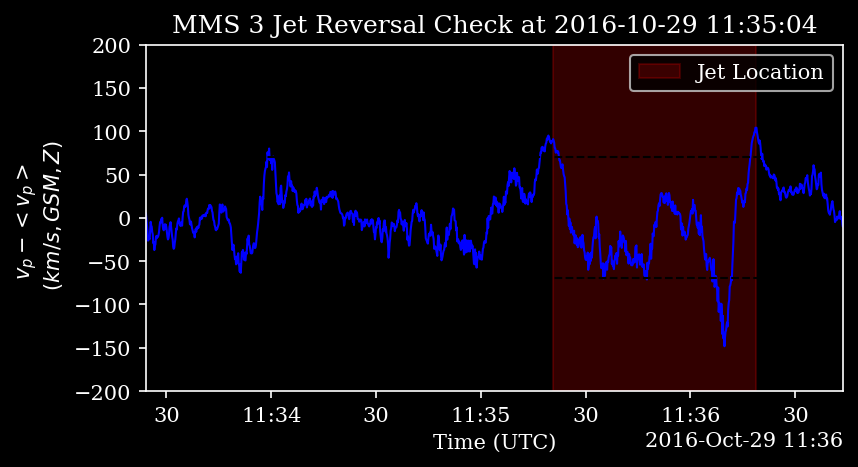 MMS 3 Jet Reversal Check at 2016-10-29 11:35:04
200
150
100
50
0
−50
−100
−150
−200
v_p − < v_p >
(km/s, GSM, Z)
Jet Location
30
11:34
30
11:35
30
11:36
30
Time (UTC)
2016-Oct-29 11:36